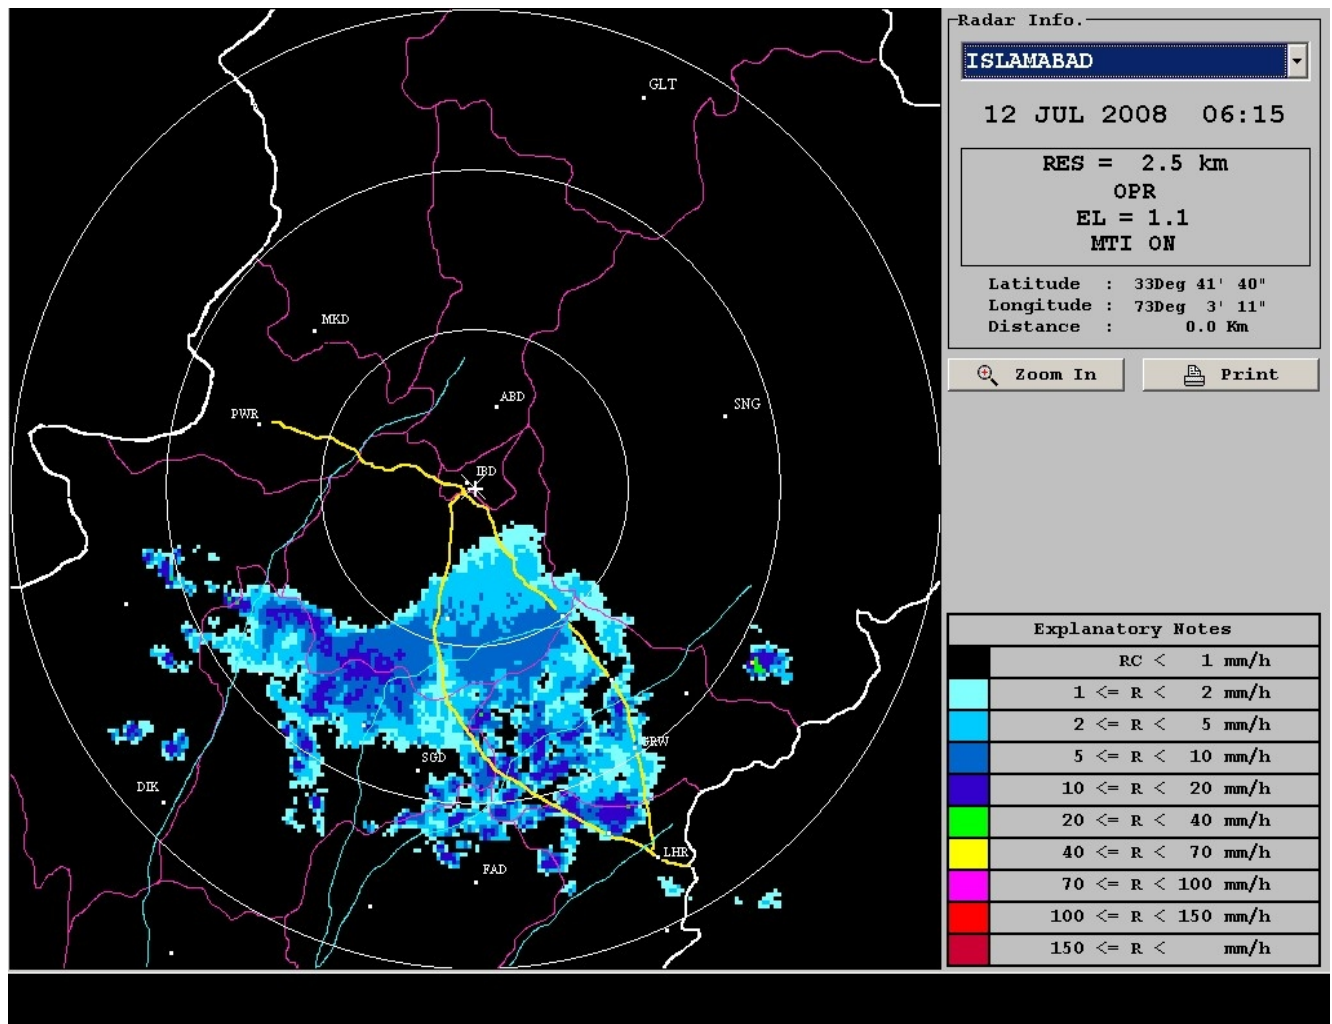 GLT
MKD
ABD
SNG
PWR
IBD
SGD
GRW
DIK
LHR
FAD
Radar Info.
ISLAMABAD
12 JUL 2008 06:15
RES = 2.5 km
OPR
EL = 1.1
MTI ON
Latitude : 33Deg 41' 40"
Longitude : 73Deg 3' 11"
Distance : 0.0 Km
Zoom In
Print
Explanatory Notes
RC < 1 mm/h
1 <= R < 2 mm/h
2 <= R < 5 mm/h
5 <= R < 10 mm/h
10 <= R < 20 mm/h
20 <= R < 40 mm/h
40 <= R < 70 mm/h
70 <= R < 100 mm/h
100 <= R < 150 mm/h
150 <= R < mm/h